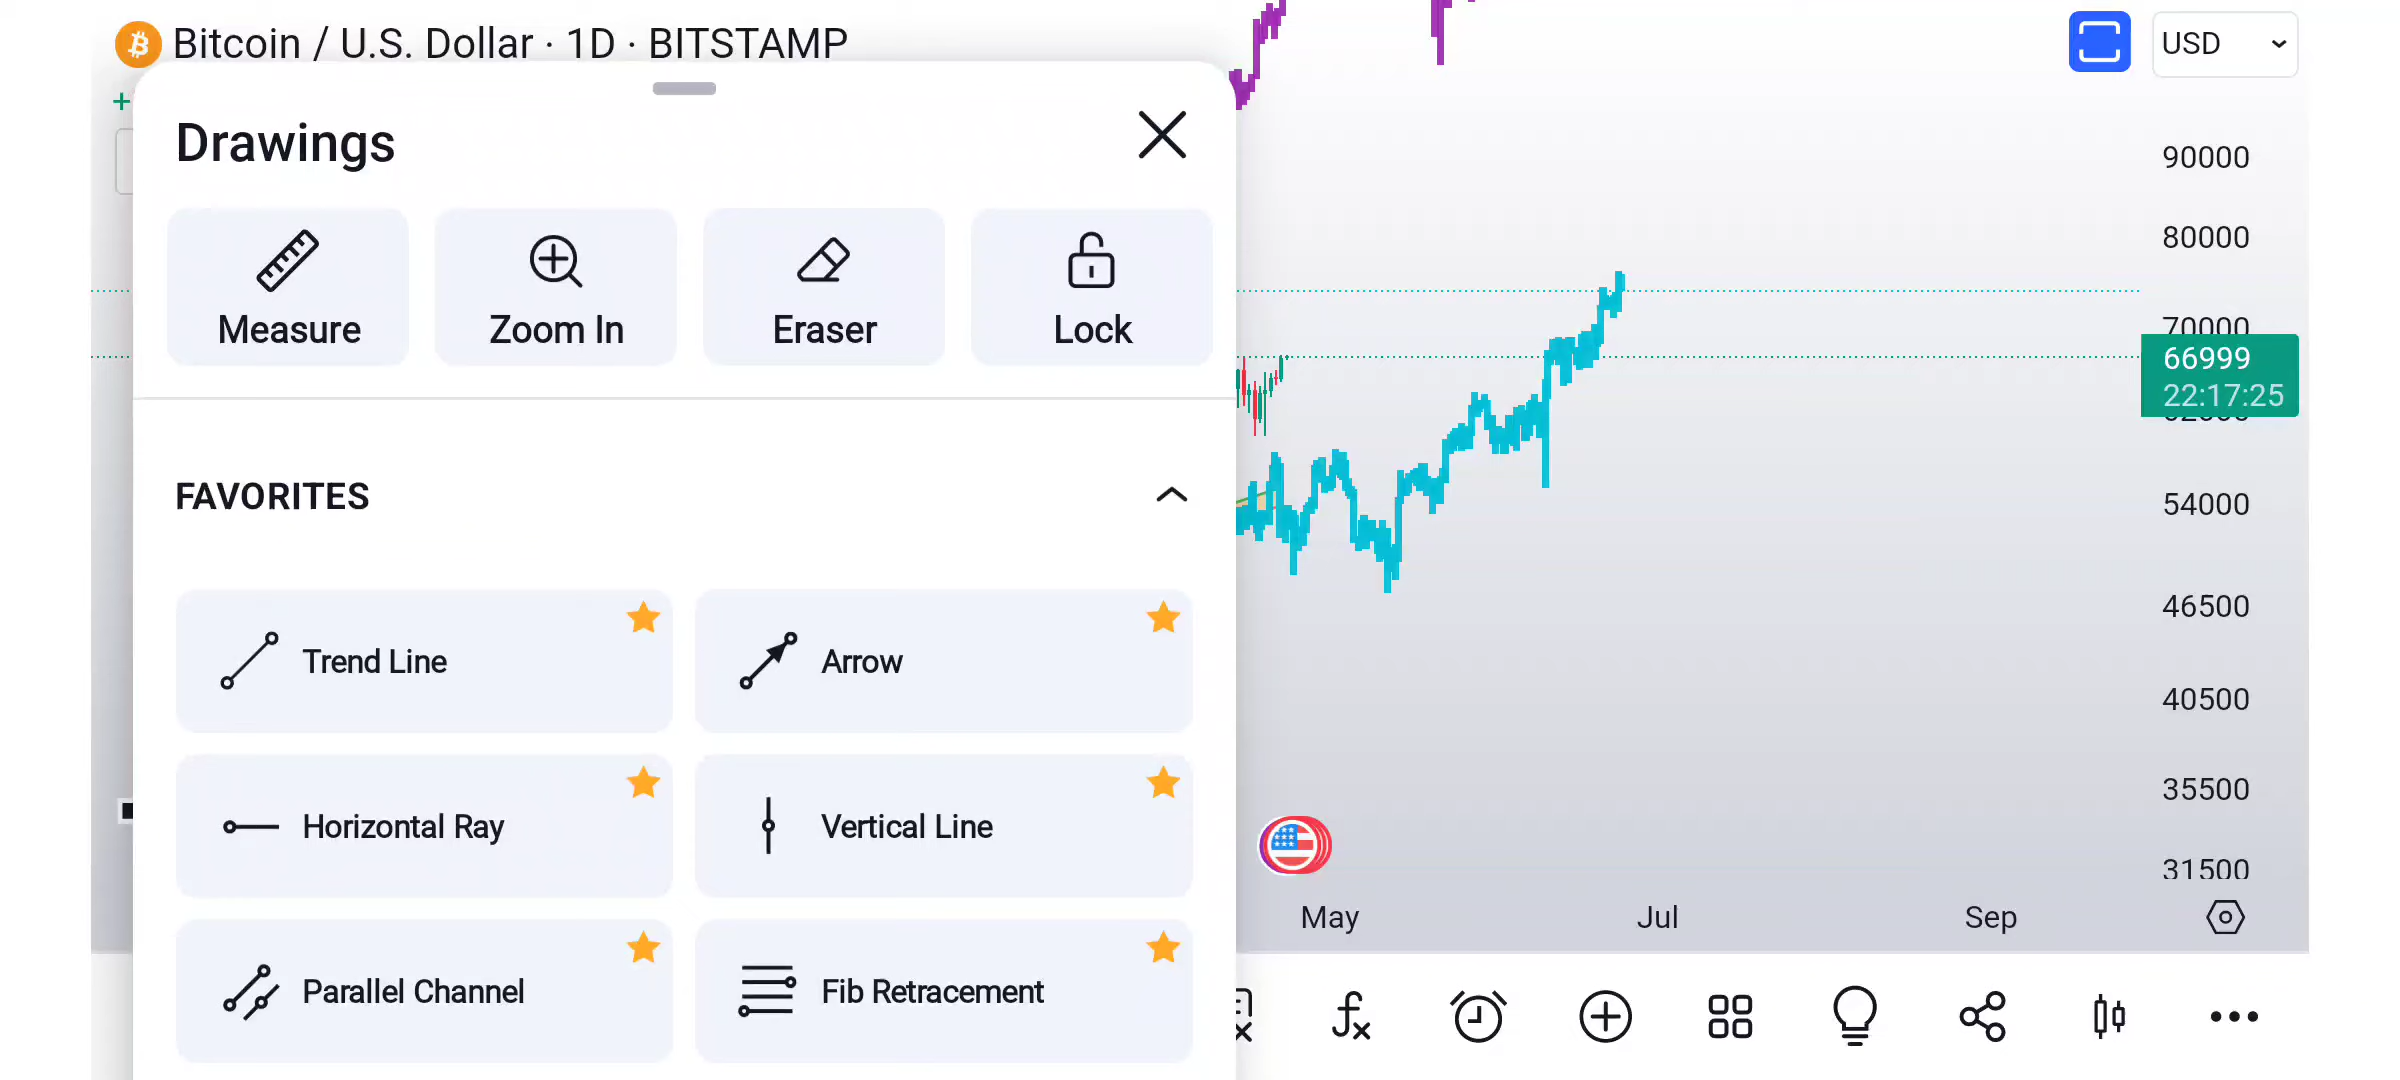 Bitcoin / U.S. Dollar · 1D · BITSTAMP
USD
Drawings
Measure
Zoom In
Eraser
Lock
FAVORITES
Trend Line
Arrow
Horizontal Ray
Vertical Line
Parallel Channel
Fib Retracement
90000
80000
70000
66999
22:17:25
54000
46500
40500
35500
31500
May
Jul
Sep